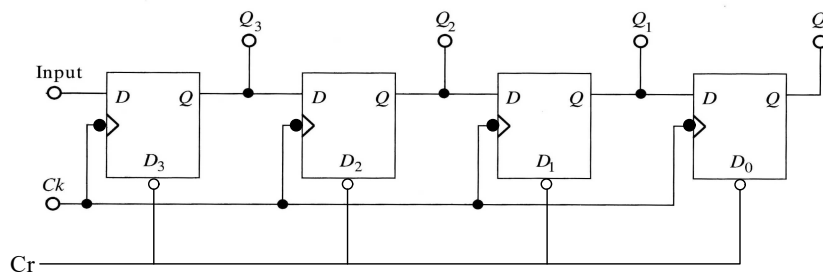 Q3 Q2 Q1 Q
Input
D Q D Q D Q D Q
D3 D2 D1 D0
Ck
Cr